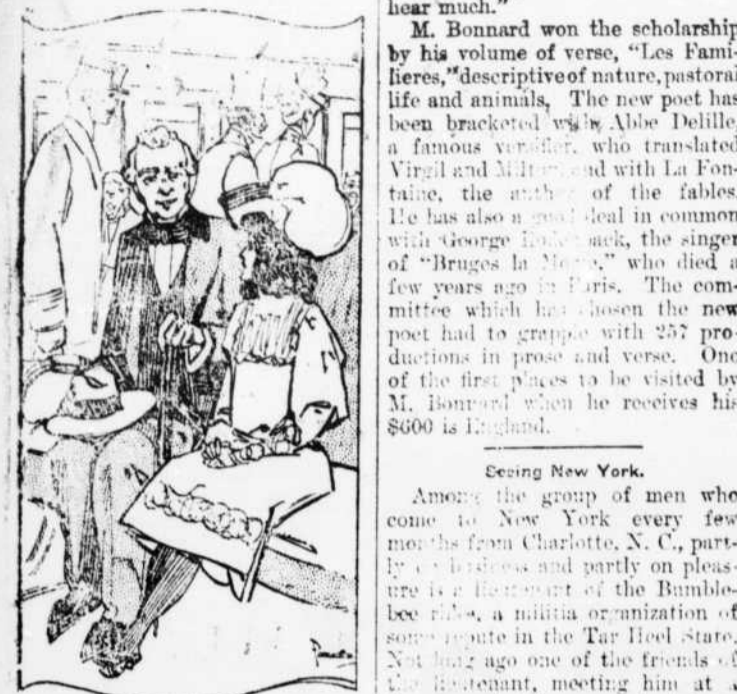 hear much."
M. Bonnard won the scholarship
by his volume of verse, "Les Fami-
lieres," descriptive of nature, pastoral
life and animals. The new poet has
been bracketed with Abbe Delille,
a famous versifier, who translated
Virgil and Milton, and with La Fon-
taine, the author of the fables.
He has also a good deal in common
with George, the singer
of "Bruges la Morte," who died a
few years ago in Paris. The com-
mittee which has chosen the new
poet had to grapple with 257 pro-
ductions in prose and verse. One
of the first places to be visited by
M. Bonnard when he receives his
$600 is England.
Seeing New York.
Among the group of men who
come to New York every few
months from Charlotte, N. C., part-
ly on business and partly on pleas-
ure is a lieutenant of the Bumble-
bee rifles, a militia organization of
some repute in the Tar Heel State.
Not long ago one of the friends of
the lieutenant, meeting him at a